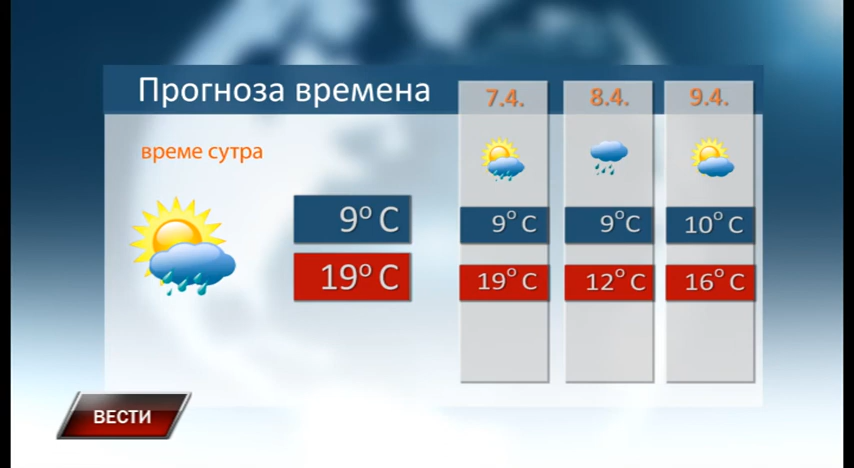 Прогноза времена
7.4.
8.4.
9.4.
време сутра
9° C
19° C
9° C
9°C
10° C
19° C
12° C
16° C
ВЕСТИ